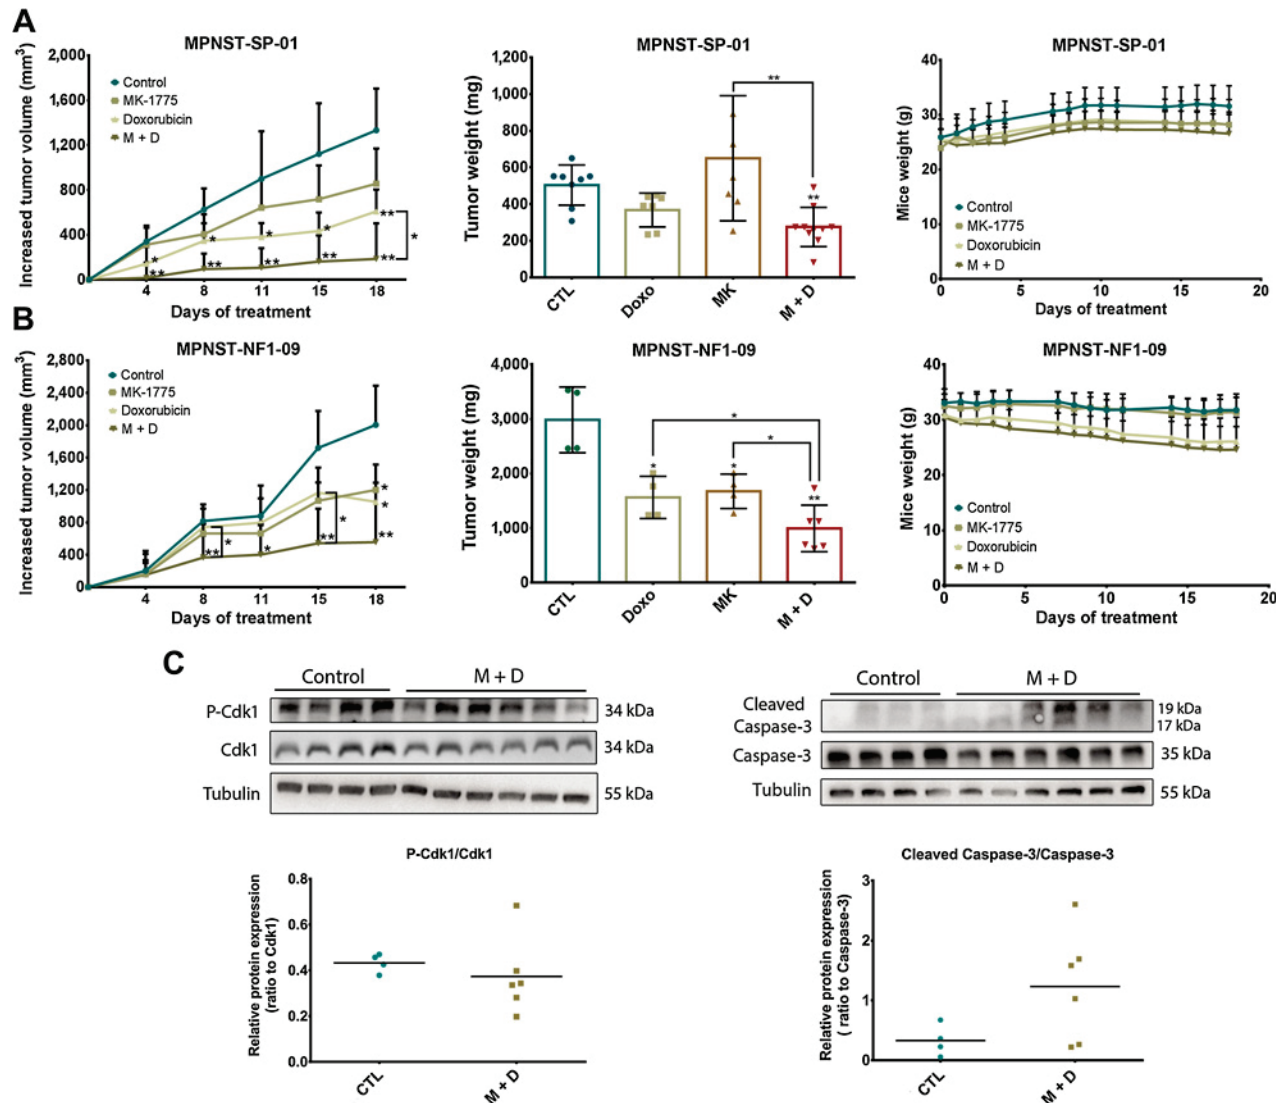 A
MPNST-SP-01
Increased tumor volume (mm3)
2,000
1,600
1,200
800
400
0
Control
MK-1775
Doxorubicin
M + D
*
**
*
**
*
**
*
**
**
**
*
4
8
11
15
18
Days of treatment
MPNST-SP-01
Tumor weight (mg)
1,200
1,000
800
600
400
200
0
**
**
CTL
Doxo
MK
M + D
MPNST-SP-01
Mice weight (g)
40
30
20
10
0
Control
MK-1775
Doxorubicin
M + D
0
5
10
15
20
Days of treatment
B
MPNST-NF1-09
Increased tumor volume (mm3)
2,800
2,400
2,000
1,600
1,200
800
400
0
Control
MK-1775
Doxorubicin
M + D
**
*
*
**
*
*
*
**
4
8
11
15
18
Days of treatment
MPNST-NF1-09
Tumor weight (mg)
4,000
3,000
2,000
1,000
0
*
*
*
*
**
CTL
Doxo
MK
M + D
MPNST-NF1-09
Mice weight (g)
40
30
20
10
0
Control
MK-1775
Doxorubicin
M + D
0
5
10
15
20
Days of treatment
C
Control
M + D
P-Cdk1
34 kDa
Cdk1
34 kDa
Tubulin
55 kDa
Control
M + D
Cleaved
Caspase-3
19 kDa
17 kDa
Caspase-3
35 kDa
Tubulin
55 kDa
P-Cdk1/Cdk1
Relative protein expression
(ratio to Cdk1)
0.8
0.6
0.4
0.2
0.0
CTL
M + D
Cleaved Caspase-3/Caspase-3
Relative protein expression
( ratio to Caspase-3)
3
2
1
0
CTL
M + D